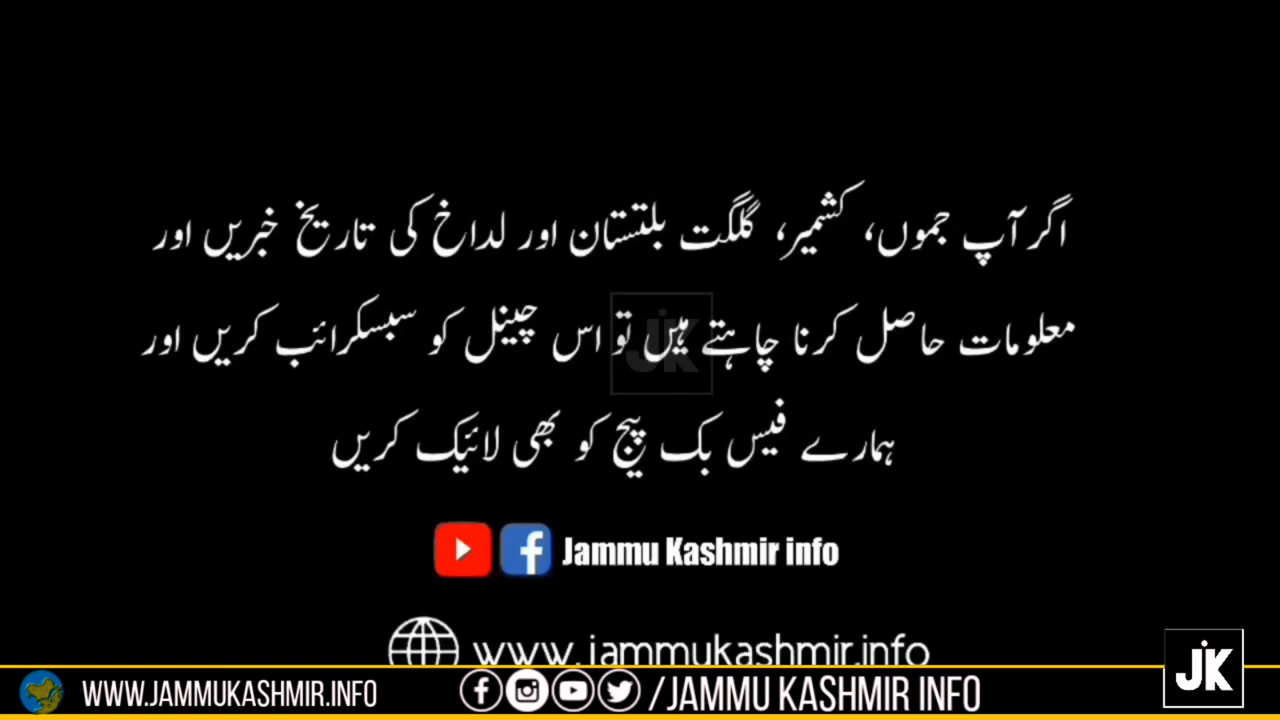 اگر آپ جموں، کشمیر، گلگت بلتستان اور لداخ کی تاریخ خبریں اور
معلومات حاصل کرنا چاہتے ہیں تو اس چینل کو سبسکرائب کریں اور
ہمارے فیس بک پیج کو بھی لائیک کریں
JK
Jammu Kashmir info
www.jammukashmir.info
WWW.JAMMUKASHMIR.INFO /JAMMU KASHMIR INFO
JK